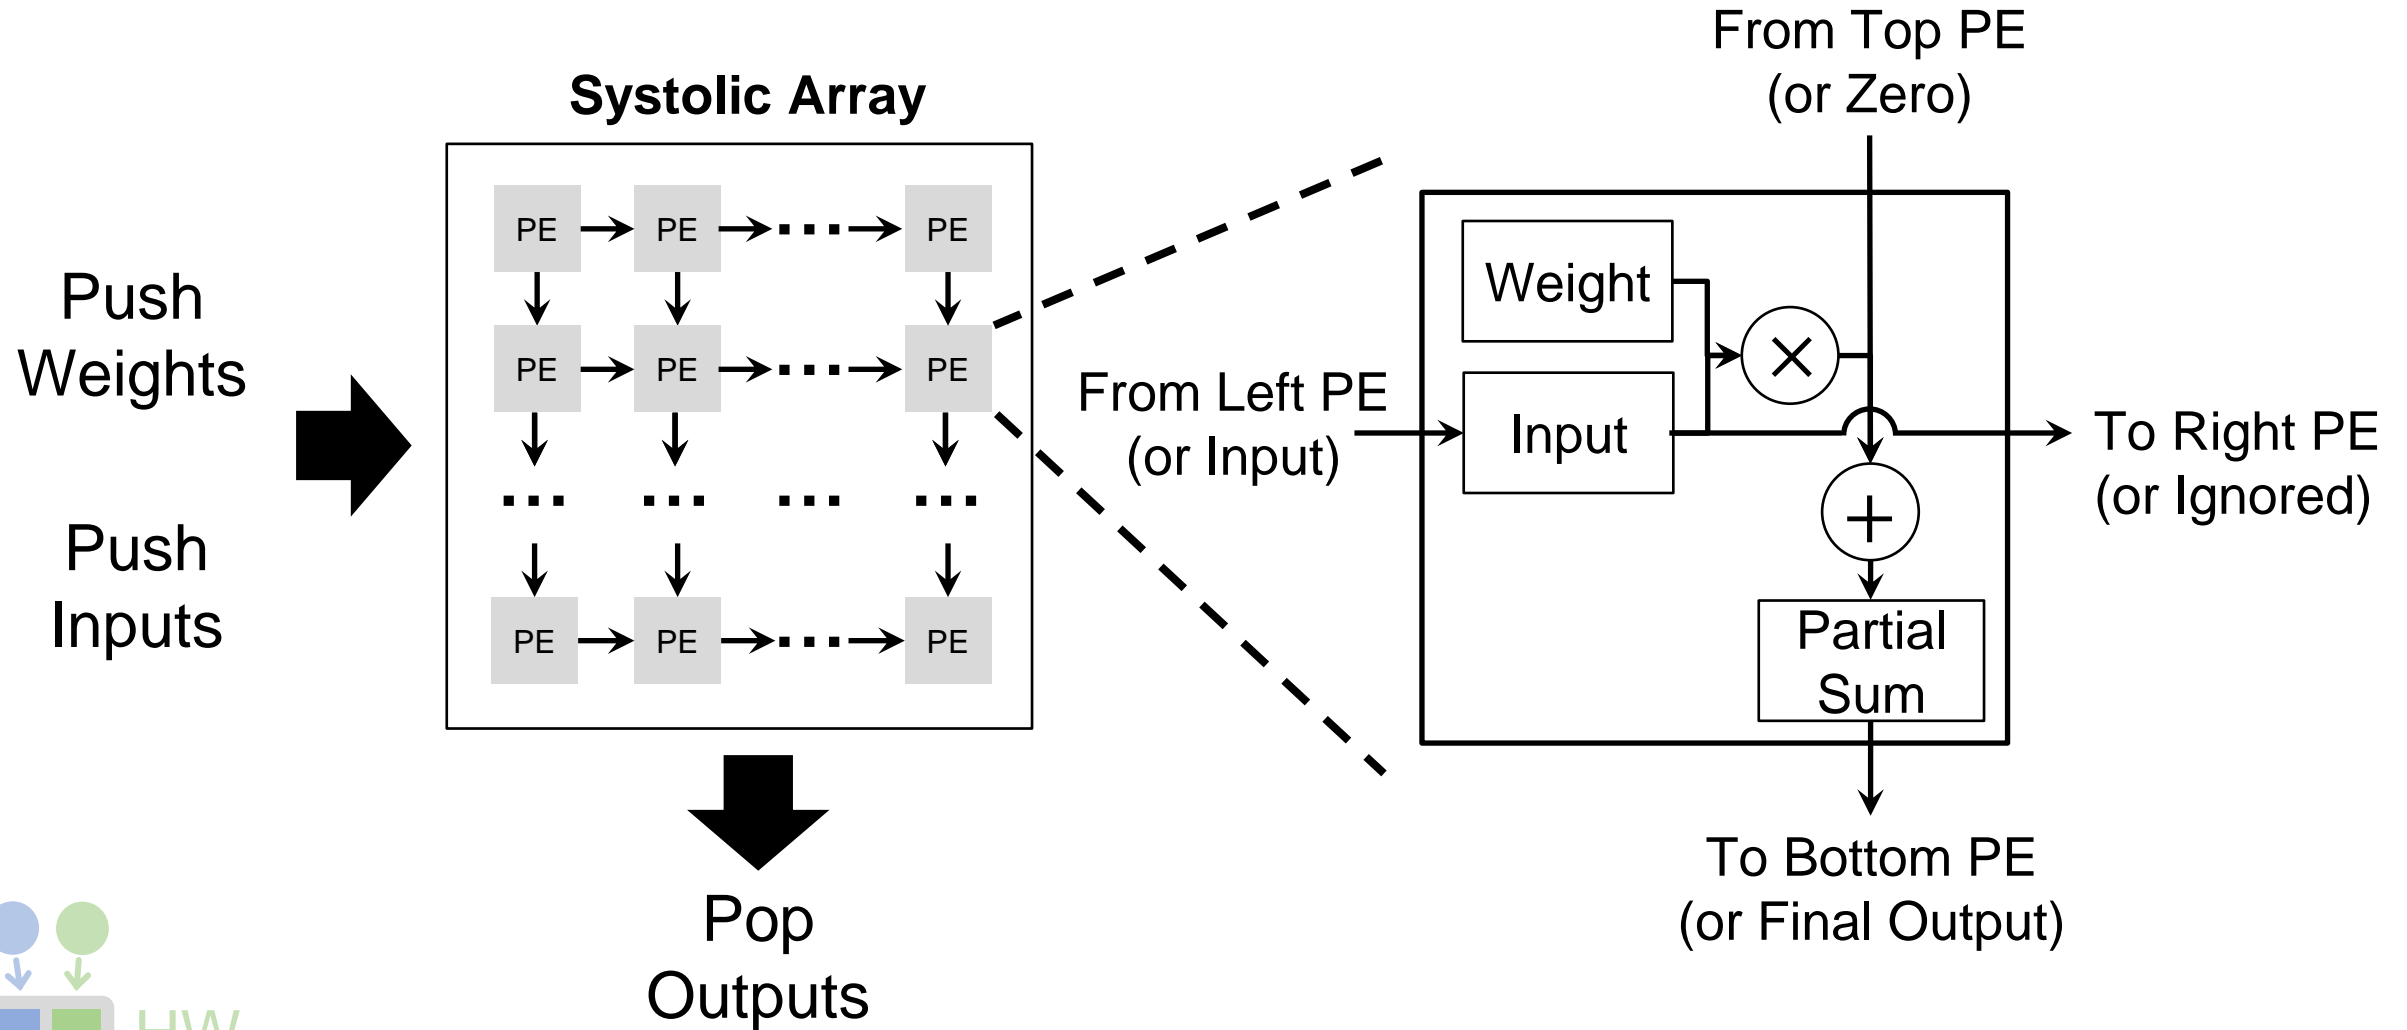 Systolic Array
Push
Weights
Push
Inputs
PE PE ... PE
PE PE ... PE
... ... ... ...
PE PE ... PE
Pop
Outputs
From Top PE
(or Zero)
Weight
×
From Left PE
(or Input)
Input
+
Partial
Sum
To Right PE
(or Ignored)
To Bottom PE
(or Final Output)
HW